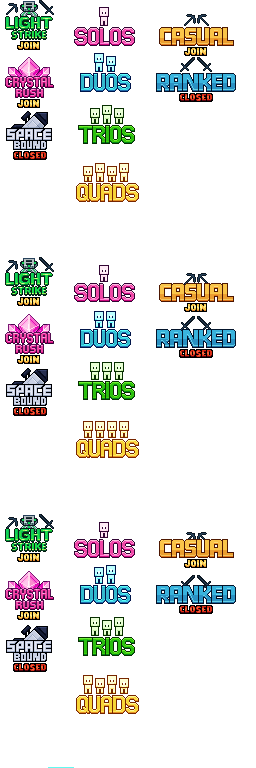 LIGHT
STRIKE
JOIN
SOLOS
CASUAL
JOIN
CRYSTAL
RUSH
JOIN
DUOS
RANKED
CLOSED
SPACE
BOUND
CLOSED
TRIOS
QUADS
LIGHT
STRIKE
JOIN
SOLOS
CASUAL
JOIN
CRYSTAL
RUSH
JOIN
DUOS
RANKED
CLOSED
SPACE
BOUND
CLOSED
TRIOS
QUADS
LIGHT
STRIKE
JOIN
SOLOS
CASUAL
JOIN
CRYSTAL
RUSH
JOIN
DUOS
RANKED
CLOSED
SPACE
BOUND
CLOSED
TRIOS
QUADS